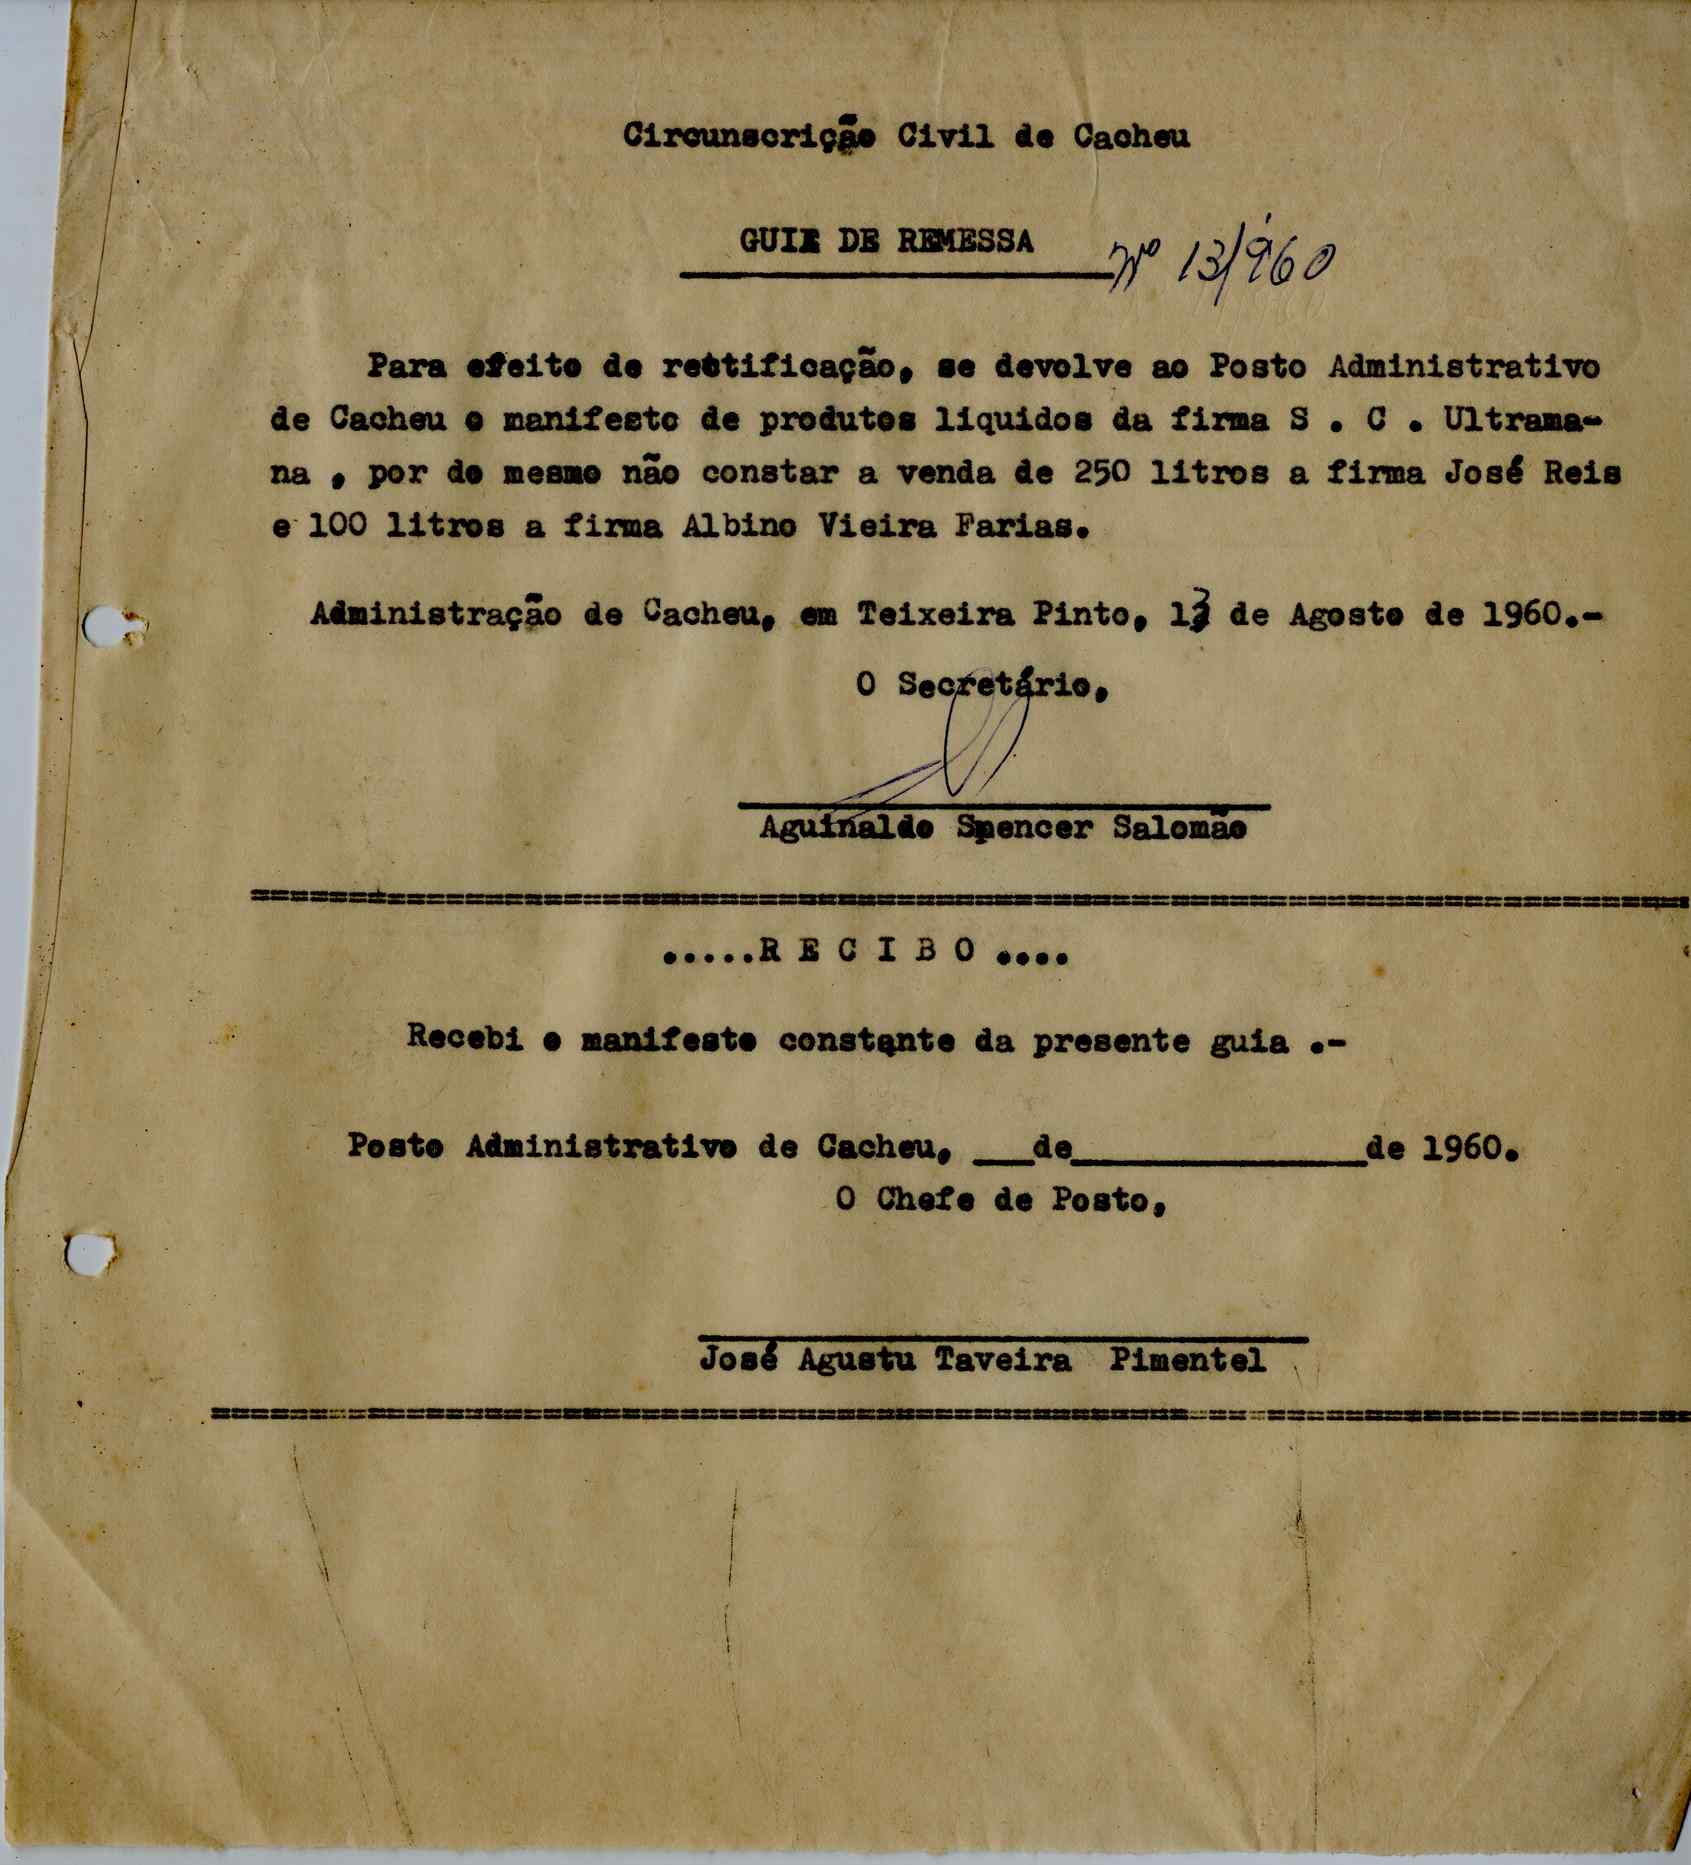 Circunscrição Civil de Cacheu
GUIA DE REMESSA Nº 13/960
Para efeito de rectificação, se devolve ao Posto Administrativo
de Cacheu o manifesto de produtos liquidos da firma S . C . Ultrama-
na , por do mesmo não constar a venda de 250 litros a firma José Reis
e 100 litros a firma Albino Vieira Farias.
Administração de Cacheu, em Teixeira Pinto, 13 de Agosto de 1960.-
O Secretário,
Aguinaldo Spencer Salomão
.....R E C I B O ....
Recebi o manifesto constante da presente guia .-
Posto Administrativo de Cacheu, ___de_______________de 1960.
O Chefe de Posto,
José Agustu Taveira Pimentel